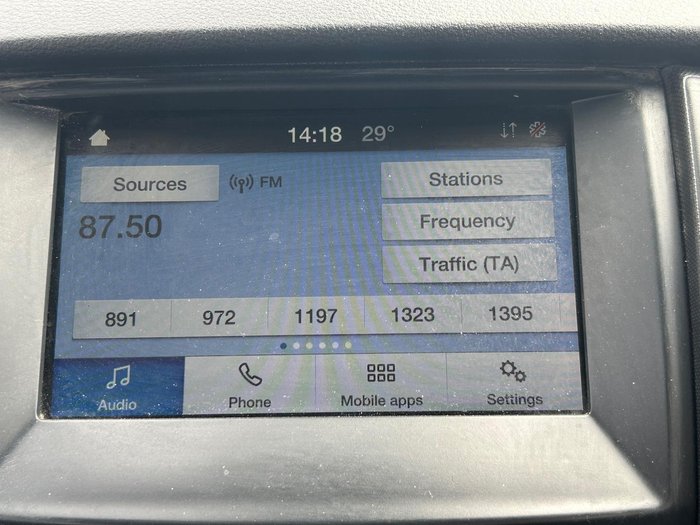 14:18 29°
Sources
FM
Stations
87.50
Frequency
Traffic (TA)
891 972 1197 1323 1395
Audio Phone Mobile apps Settings